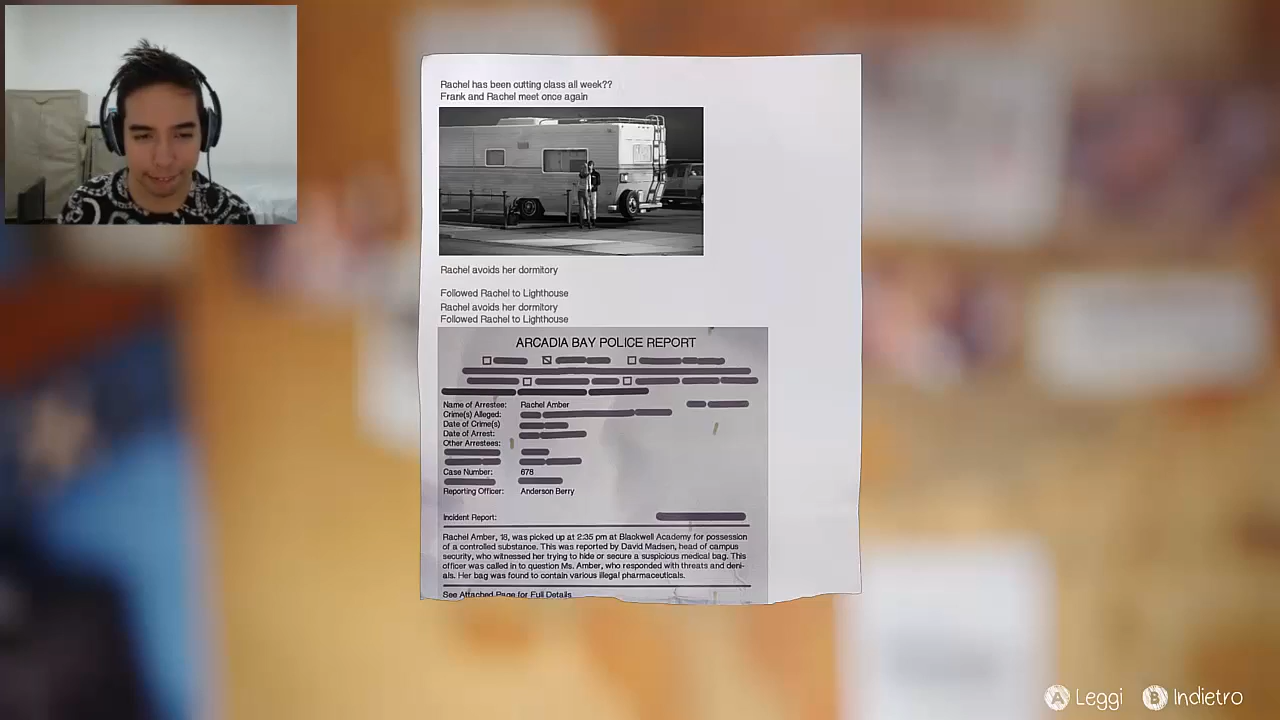 Rachel has been cutting class all week??
Frank and Rachel meet once again
Rachel avoids her dormitory
Followed Rachel to Lighthouse
Rachel avoids her dormitory
Followed Rachel to Lighthouse
ARCADIA BAY POLICE REPORT
Name of Arrestee: Rachel Amber
Crime(s) Alleged:
Date of Crime(s)
Date of Arrest:
Other Arrestees:
Case Number: 678
Reporting Officer: Anderson Berry
Incident Report:
Rachel Amber, 18, was picked up at 2:35 pm at Blackwell Academy for possession
of a controlled substance. This was reported by David Madsen, head of campus
security, who witnessed her trying to hide or secure a suspicious medical bag. This
officer was called in to question Ms. Amber, who responded with threats and deni-
als. Her bag was found to contain various illegal pharmaceuticals.
See Attached Page for Full Details
A Leggi B Indietro